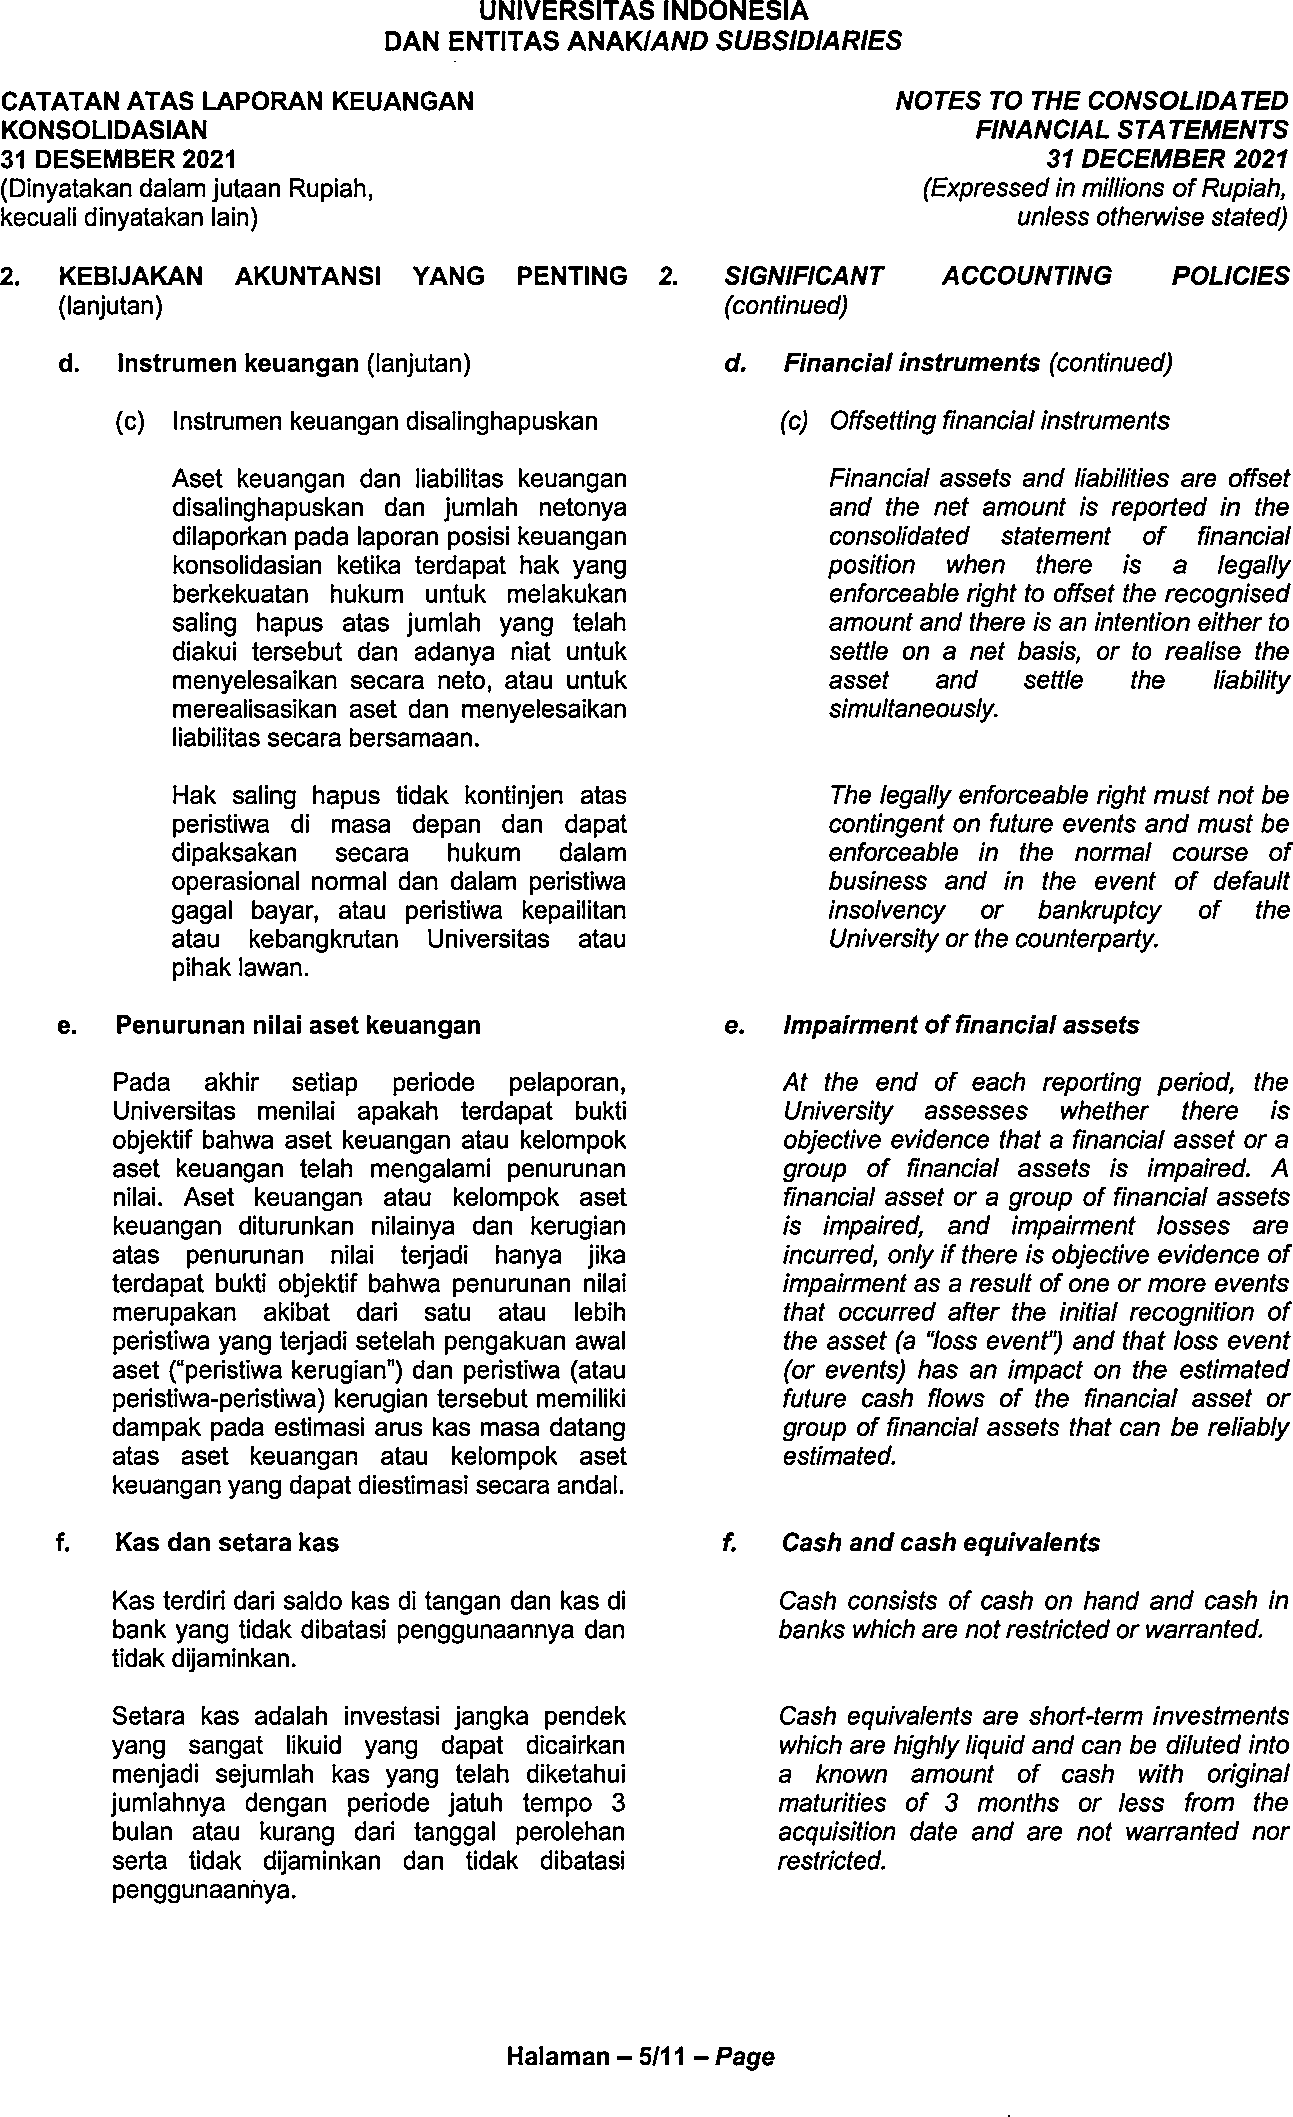 UNIVERSITAS INDONESIA
DAN ENTITAS ANAK/AND SUBSIDIARIES
CATATAN ATAS LAPORAN KEUANGAN
KONSOLIDASIAN
31 DESEMBER 2021
(Dinyatakan dalam jutaan Rupiah,
kecuali dinyatakan lain)
NOTES TO THE CONSOLIDATED
FINANCIAL STATEMENTS
31 DECEMBER 2021
(Expressed in millions of Rupiah,
unless otherwise stated)
2. KEBIJAKAN AKUNTANSI YANG PENTING
(lanjutan)
d. Instrumen keuangan (lanjutan)
(c) Instrumen keuangan disalinghapuskan
Aset keuangan dan liabilitas keuangan
disalinghapuskan dan jumlah netonya
dilaporkan pada laporan posisi keuangan
konsolidasian ketika terdapat hak yang
berkekuatan hukum untuk melakukan
saling hapus atas jumlah yang telah
diakui tersebut dan adanya niat untuk
menyelesaikan secara neto, atau untuk
merealisasikan aset dan menyelesaikan
liabilitas secara bersamaan.
Hak saling hapus tidak kontinjen atas
peristiwa di masa depan dan dapat
dipaksakan secara hukum dalam
operasional normal dan dalam peristiwa
gagal bayar, atau peristiwa kepailitan
atau kebangkrutan Universitas atau
pihak lawan.
e. Penurunan nilai aset keuangan
Pada akhir setiap periode pelaporan,
Universitas menilai apakah terdapat bukti
objektif bahwa aset keuangan atau kelompok
aset keuangan telah mengalami penurunan
nilai. Aset keuangan atau kelompok aset
keuangan diturunkan nilainya dan kerugian
atas penurunan nilai terjadi hanya jika
terdapat bukti objektif bahwa penurunan nilai
merupakan akibat dari satu atau lebih
peristiwa yang terjadi setelah pengakuan awal
aset (“peristiwa kerugian”) dan peristiwa (atau
peristiwa-peristiwa) kerugian tersebut memiliki
dampak pada estimasi arus kas masa datang
atas aset keuangan atau kelompok aset
keuangan yang dapat diestimasi secara andal.
f. Kas dan setara kas
Kas terdiri dari saldo kas di tangan dan kas di
bank yang tidak dibatasi penggunaannya dan
tidak dijaminkan.
Setara kas adalah investasi jangka pendek
yang sangat likuid yang dapat dicairkan
menjadi sejumlah kas yang telah diketahui
jumlahnya dengan periode jatuh tempo 3
bulan atau kurang dari tanggal perolehan
serta tidak dijaminkan dan tidak dibatasi
penggunaannya.
2. SIGNIFICANT ACCOUNTING POLICIES
(continued)
d. Financial instruments (continued)
(c) Offsetting financial instruments
Financial assets and liabilities are offset
and the net amount is reported in the
consolidated statement of financial
position when there is a legally
enforceable right to offset the recognised
amount and there is an intention either to
settle on a net basis, or to realise the
asset and settle the liability
simultaneously.
The legally enforceable right must not be
contingent on future events and must be
enforceable in the normal course of
business and in the event of default
insolvency or bankruptcy of the
University or the counterparty.
e. Impairment of financial assets
At the end of each reporting period, the
University assesses whether there is
objective evidence that a financial asset or a
group of financial assets is impaired. A
financial asset or a group of financial assets
is impaired, and impairment losses are
incurred, only if there is objective evidence of
impairment as a result of one or more events
that occurred after the initial recognition of
the asset (a “loss event”) and that loss event
(or events) has an impact on the estimated
future cash flows of the financial asset or
group of financial assets that can be reliably
estimated.
f. Cash and cash equivalents
Cash consists of cash on hand and cash in
banks which are not restricted or warranted.
Cash equivalents are short-term investments
which are highly liquid and can be diluted into
a known amount of cash with original
maturities of 3 months or less from the
acquisition date and are not warranted nor
restricted.
Halaman – 5/11 – Page